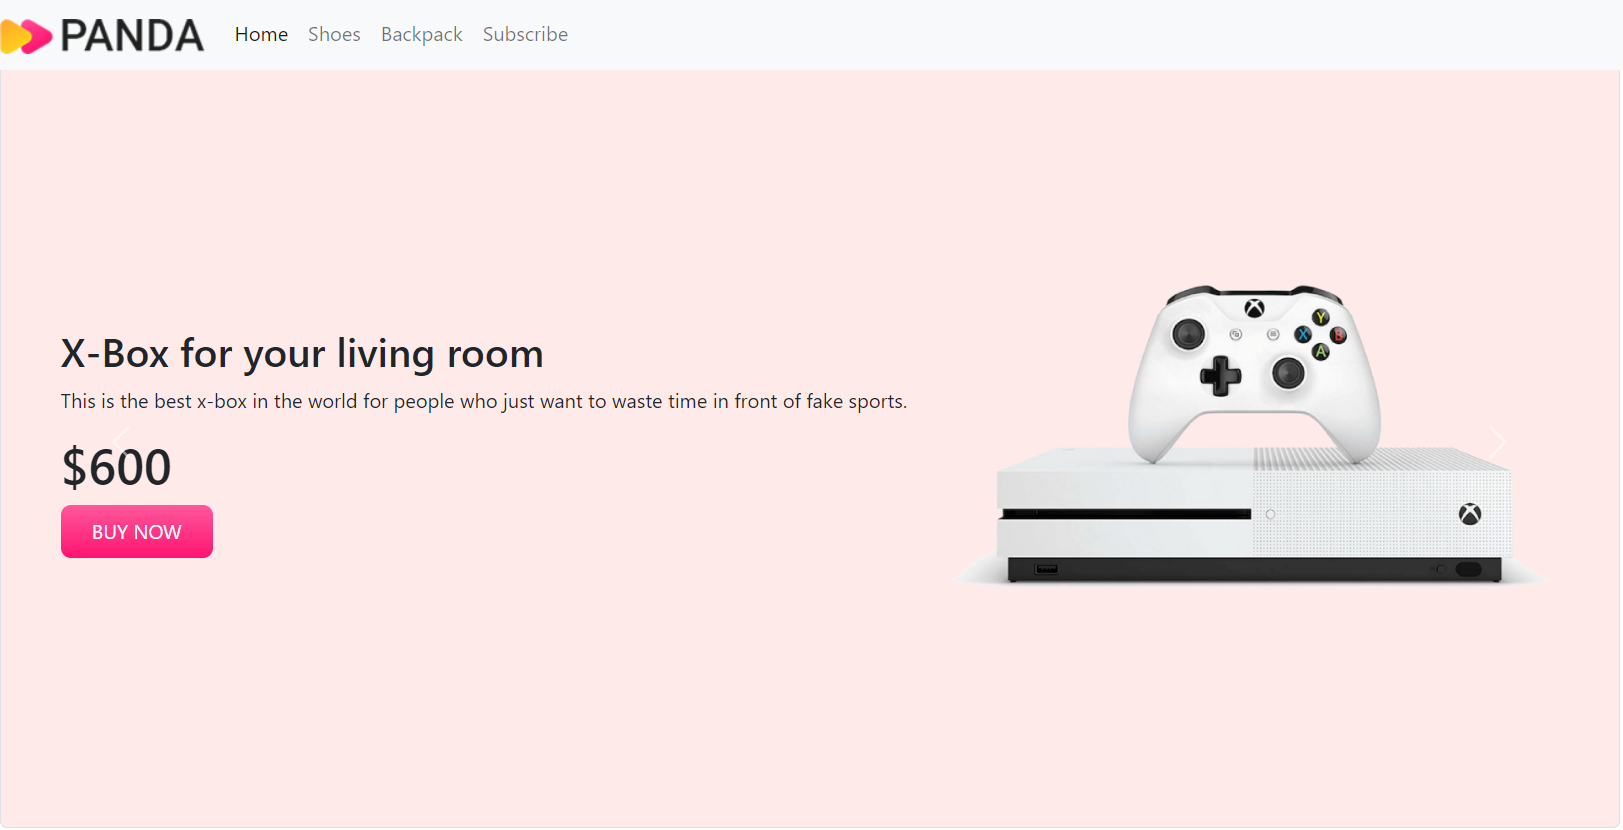 PANDA
Home Shoes Backpack Subscribe
X-Box for your living room
This is the best x-box in the world for people who just want to waste time in front of fake sports.
$600
BUY NOW
Y
X B
A